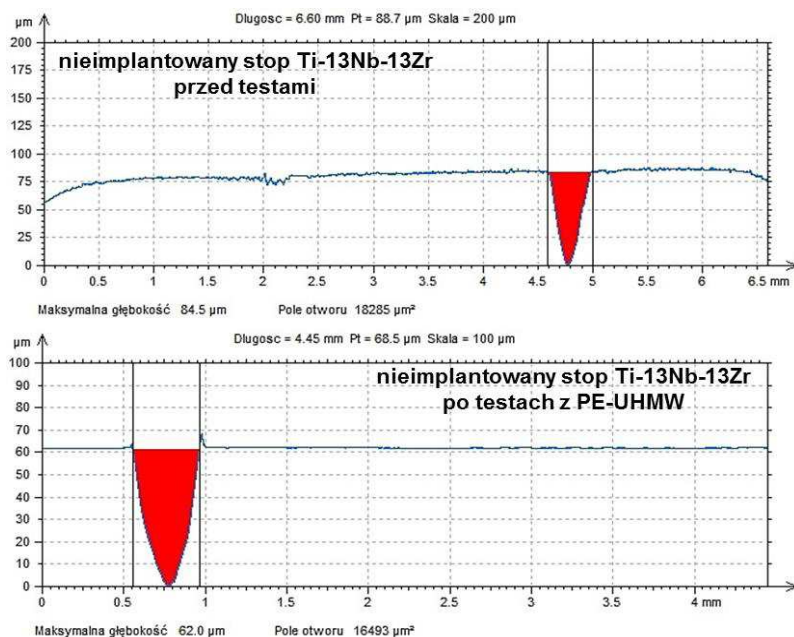 Dlugosc = 6.60 mm Pt = 88.7 µm Skala = 200 µm
µm
200
175
150
125
100
75
50
25
0
nieimplantowany stop Ti-13Nb-13Zr
przed testami
0 0.5 1 1.5 2 2.5 3 3.5 4 4.5 5 5.5 6 6.5 mm
Maksymalna głębokość 84.5 µm Pole otworu 18285 µm²
Dlugosc = 4.45 mm Pt = 68.5 µm Skala = 100 µm
µm
100
90
80
70
60
50
40
30
20
10
0
nieimplantowany stop Ti-13Nb-13Zr
po testach z PE-UHMW
0 0.5 1 1.5 2 2.5 3 3.5 4 mm
Maksymalna głębokość 62.0 µm Pole otworu 16493 µm²